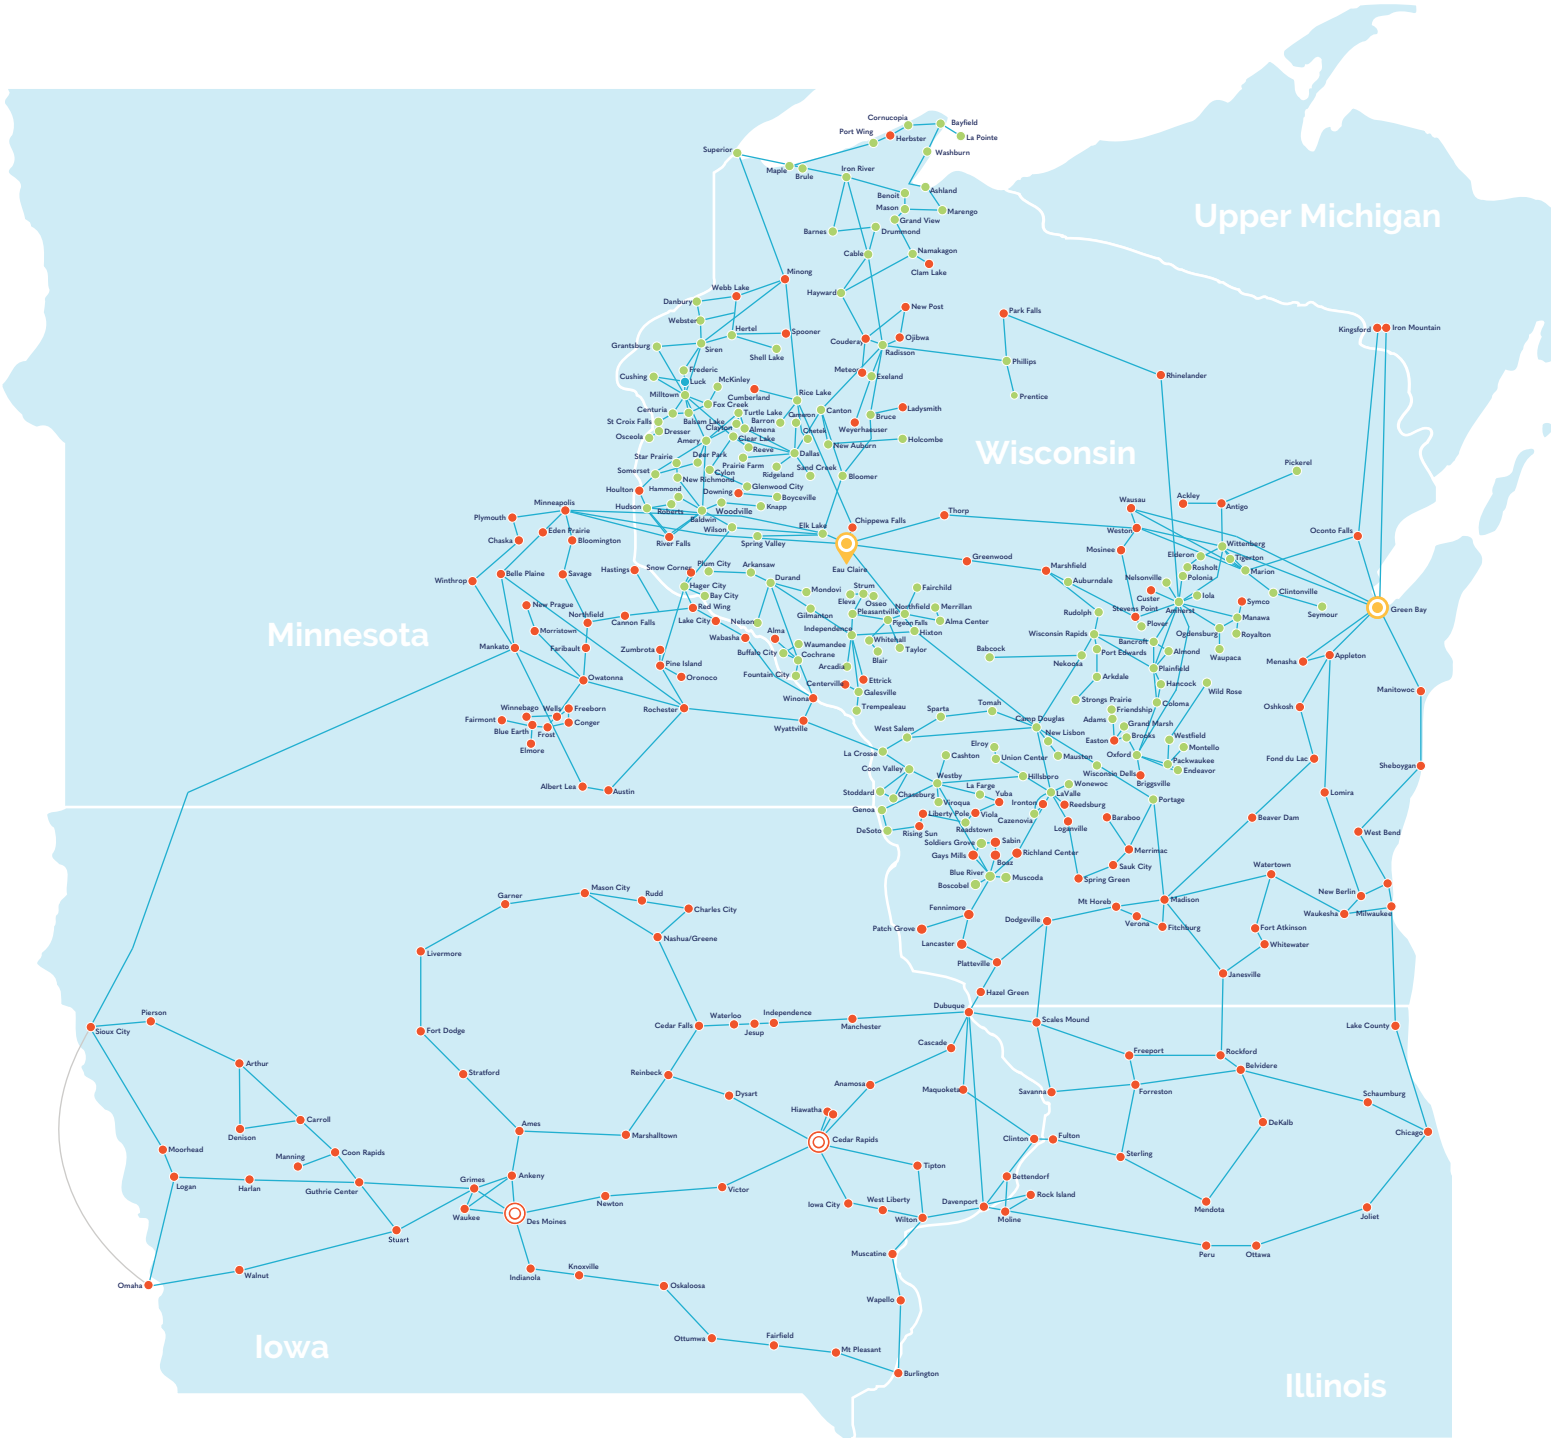 Cornucopia
Bayfield
Port Wing
Herbster
La Pointe
Superior
Washburn
Maple
Brule
Iron River
Benoit
Ashland
Mason
Marengo
Grand View
Upper Michigan
Barnes
Drummond
Cable
Namakagon
Clam Lake
Minong
Webb Lake
Hayward
Danbury
New Post
Park Falls
Webster
Hertel
Spooner
Kingsford
Iron Mountain
Couderay
Ojibwa
Grantsburg
Siren
Shell Lake
Radisson
Phillips
Frederic
Meteor
Exeland
Rhinelander
Cushing
Luck
McKinley
Milltown
Cumberland
Rice Lake
Prentice
Fox Creek
Centuria
Turtle Lake
Cameron
Canton
Ladysmith
St Croix Falls
Balsam Lake
Barron
Bruce
Dresser
Clayton
Almena
Weyerhaeuser
Osceola
Amery
Clear Lake
Chetek
New Auburn
Holcombe
Reeve
Wisconsin
Star Prairie
Deer Park
Prairie Farm
Dallas
Somerset
Cylon
Ridgeland
Sand Creek
Bloomer
Pickerel
New Richmond
Houlton
Hammond
Downing
Glenwood City
Boyceville
Ackley
Wausau
Antigo
Minneapolis
Hudson
Roberts
Baldwin
Woodville
Knapp
Thorp
Plymouth
Eden Prairie
Wilson
Elk Lake
Chippewa Falls
Weston
Oconto Falls
Chaska
Bloomington
River Falls
Spring Valley
Mosinee
Wittenberg
Elderon
Tigerton
Belle Plaine
Savage
Hastings
Snow Corner
Plum City
Arkansaw
Eau Claire
Greenwood
Marshfield
Rosholt
Marion
Winthrop
Hager City
Durand
Auburndale
Nelsonville
Polonia
Bay City
Mondovi
Strum
Fairchild
Custer
Iola
Clintonville
New Prague
Red Wing
Eleva
Osseo
Stevens Point
Amherst
Symco
Seymour
Green Bay
Northfield
Cannon Falls
Lake City
Nelson
Gilmanton
Pleasantville
Northfield
Merrillan
Rudolph
Plover
Manawa
Minnesota
Morristown
Wabasha
Alma
Independence
Pigeon Falls
Alma Center
Wisconsin Rapids
Ogdensburg
Royalton
Mankato
Faribault
Zumbrota
Buffalo City
Waumandee
Whitehall
Hixton
Bancroft
Waupaca
Cochrane
Blair
Taylor
Babcock
Nekoosa
Port Edwards
Almond
Menasha
Appleton
Pine Island
Fountain City
Arcadia
Plainfield
Owatonna
Oronoco
Centerville
Ettrick
Arkdale
Hancock
Wild Rose
Manitowoc
Winona
Galesville
Strongs Prairie
Coloma
Winnebago
Wells
Freeborn
Rochester
Trempealeau
Sparta
Tomah
Friendship
Oshkosh
Fairmont
Conger
Wyattville
Camp Douglas
Adams
Grand Marsh
Blue Earth
Frost
West Salem
New Lisbon
Easton
Brooks
Westfield
Elmore
La Crosse
Elroy
Mauston
Oxford
Montello
Coon Valley
Cashton
Union Center
Wisconsin Dells
Packwaukee
Fond du Lac
Sheboygan
Briggsville
Endeavor
Albert Lea
Austin
Stoddard
Westby
Hillsboro
Wonewoc
Chaseburg
La Farge
Yuba
LaValle
Portage
Lomira
Genoa
Viroqua
Ironton
Reedsburg
Liberty Pole
Viola
Cazenovia
Baraboo
Beaver Dam
DeSoto
Rising Sun
Readstown
Loganville
West Bend
Soldiers Grove
Sabin
Gays Mills
Boaz
Richland Center
Merrimac
Blue River
Sauk City
Watertown
Boscobel
Muscoda
Spring Green
Mason City
Garner
Rudd
New Berlin
Charles City
Fennimore
Mt Horeb
Madison
Waukesha
Milwaukee
Patch Grove
Dodgeville
Verona
Fitchburg
Fort Atkinson
Nashua/Greene
Lancaster
Whitewater
Livermore
Platteville
Janesville
Hazel Green
Dubuque
Pierson
Waterloo
Independence
Sioux City
Fort Dodge
Cedar Falls
Jesup
Manchester
Scales Mound
Lake County
Cascade
Freeport
Rockford
Arthur
Belvidere
Stratford
Reinbeck
Anamosa
Maquoketa
Savanna
Forreston
Schaumburg
Dysart
Hiawatha
Carroll
DeKalb
Denison
Ames
Marshalltown
Cedar Rapids
Clinton
Fulton
Chicago
Moorhead
Manning
Coon Rapids
Sterling
Tipton
Logan
Harlan
Guthrie Center
Grimes
Ankeny
Victor
Bettendorf
Newton
Iowa City
West Liberty
Davenport
Rock Island
Mendota
Waukee
Des Moines
Wilton
Moline
Joliet
Stuart
Muscatine
Peru
Ottawa
Omaha
Walnut
Indianola
Knoxville
Oskaloosa
Wapello
Iowa
Ottumwa
Fairfield
Mt Pleasant
Burlington
Illinois